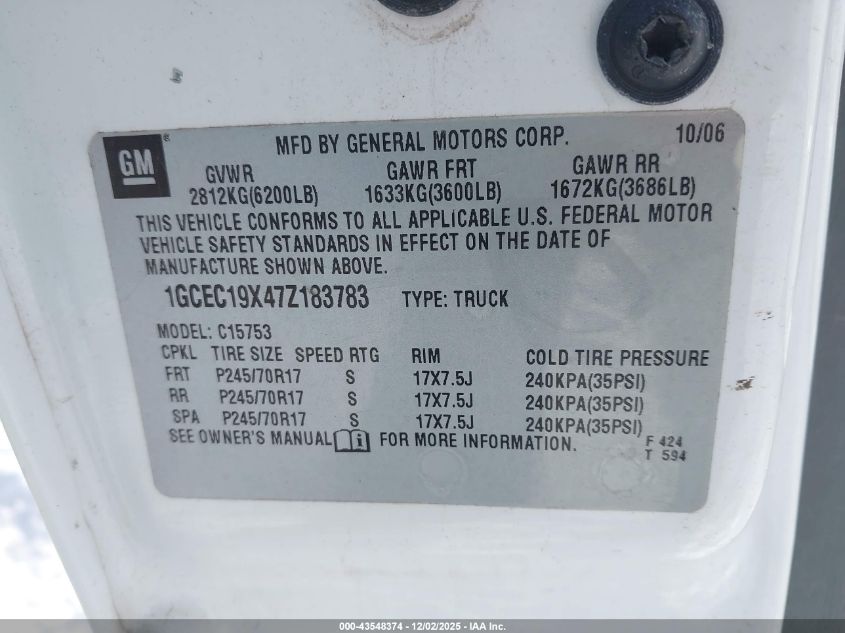 GM
MFD BY GENERAL MOTORS CORP. 10/06
GVWR GAWR FRT GAWR RR
2812KG(6200LB) 1633KG(3600LB) 1672KG(3686LB)
THIS VEHICLE CONFORMS TO ALL APPLICABLE U.S. FEDERAL MOTOR
VEHICLE SAFETY STANDARDS IN EFFECT ON THE DATE OF
MANUFACTURE SHOWN ABOVE.
1GCEC19X47Z183783 TYPE: TRUCK
MODEL: C15753
CPKL TIRE SIZE SPEED RTG RIM COLD TIRE PRESSURE
FRT P245/70R17 S 17X7.5J 240KPA(35PSI)
RR P245/70R17 S 17X7.5J 240KPA(35PSI)
SPA P245/70R17 S 17X7.5J 240KPA(35PSI)
SEE OWNER'S MANUAL i FOR MORE INFORMATION.
F 424
T 594
000-43548374 - 12/02/2025 - IAA Inc.